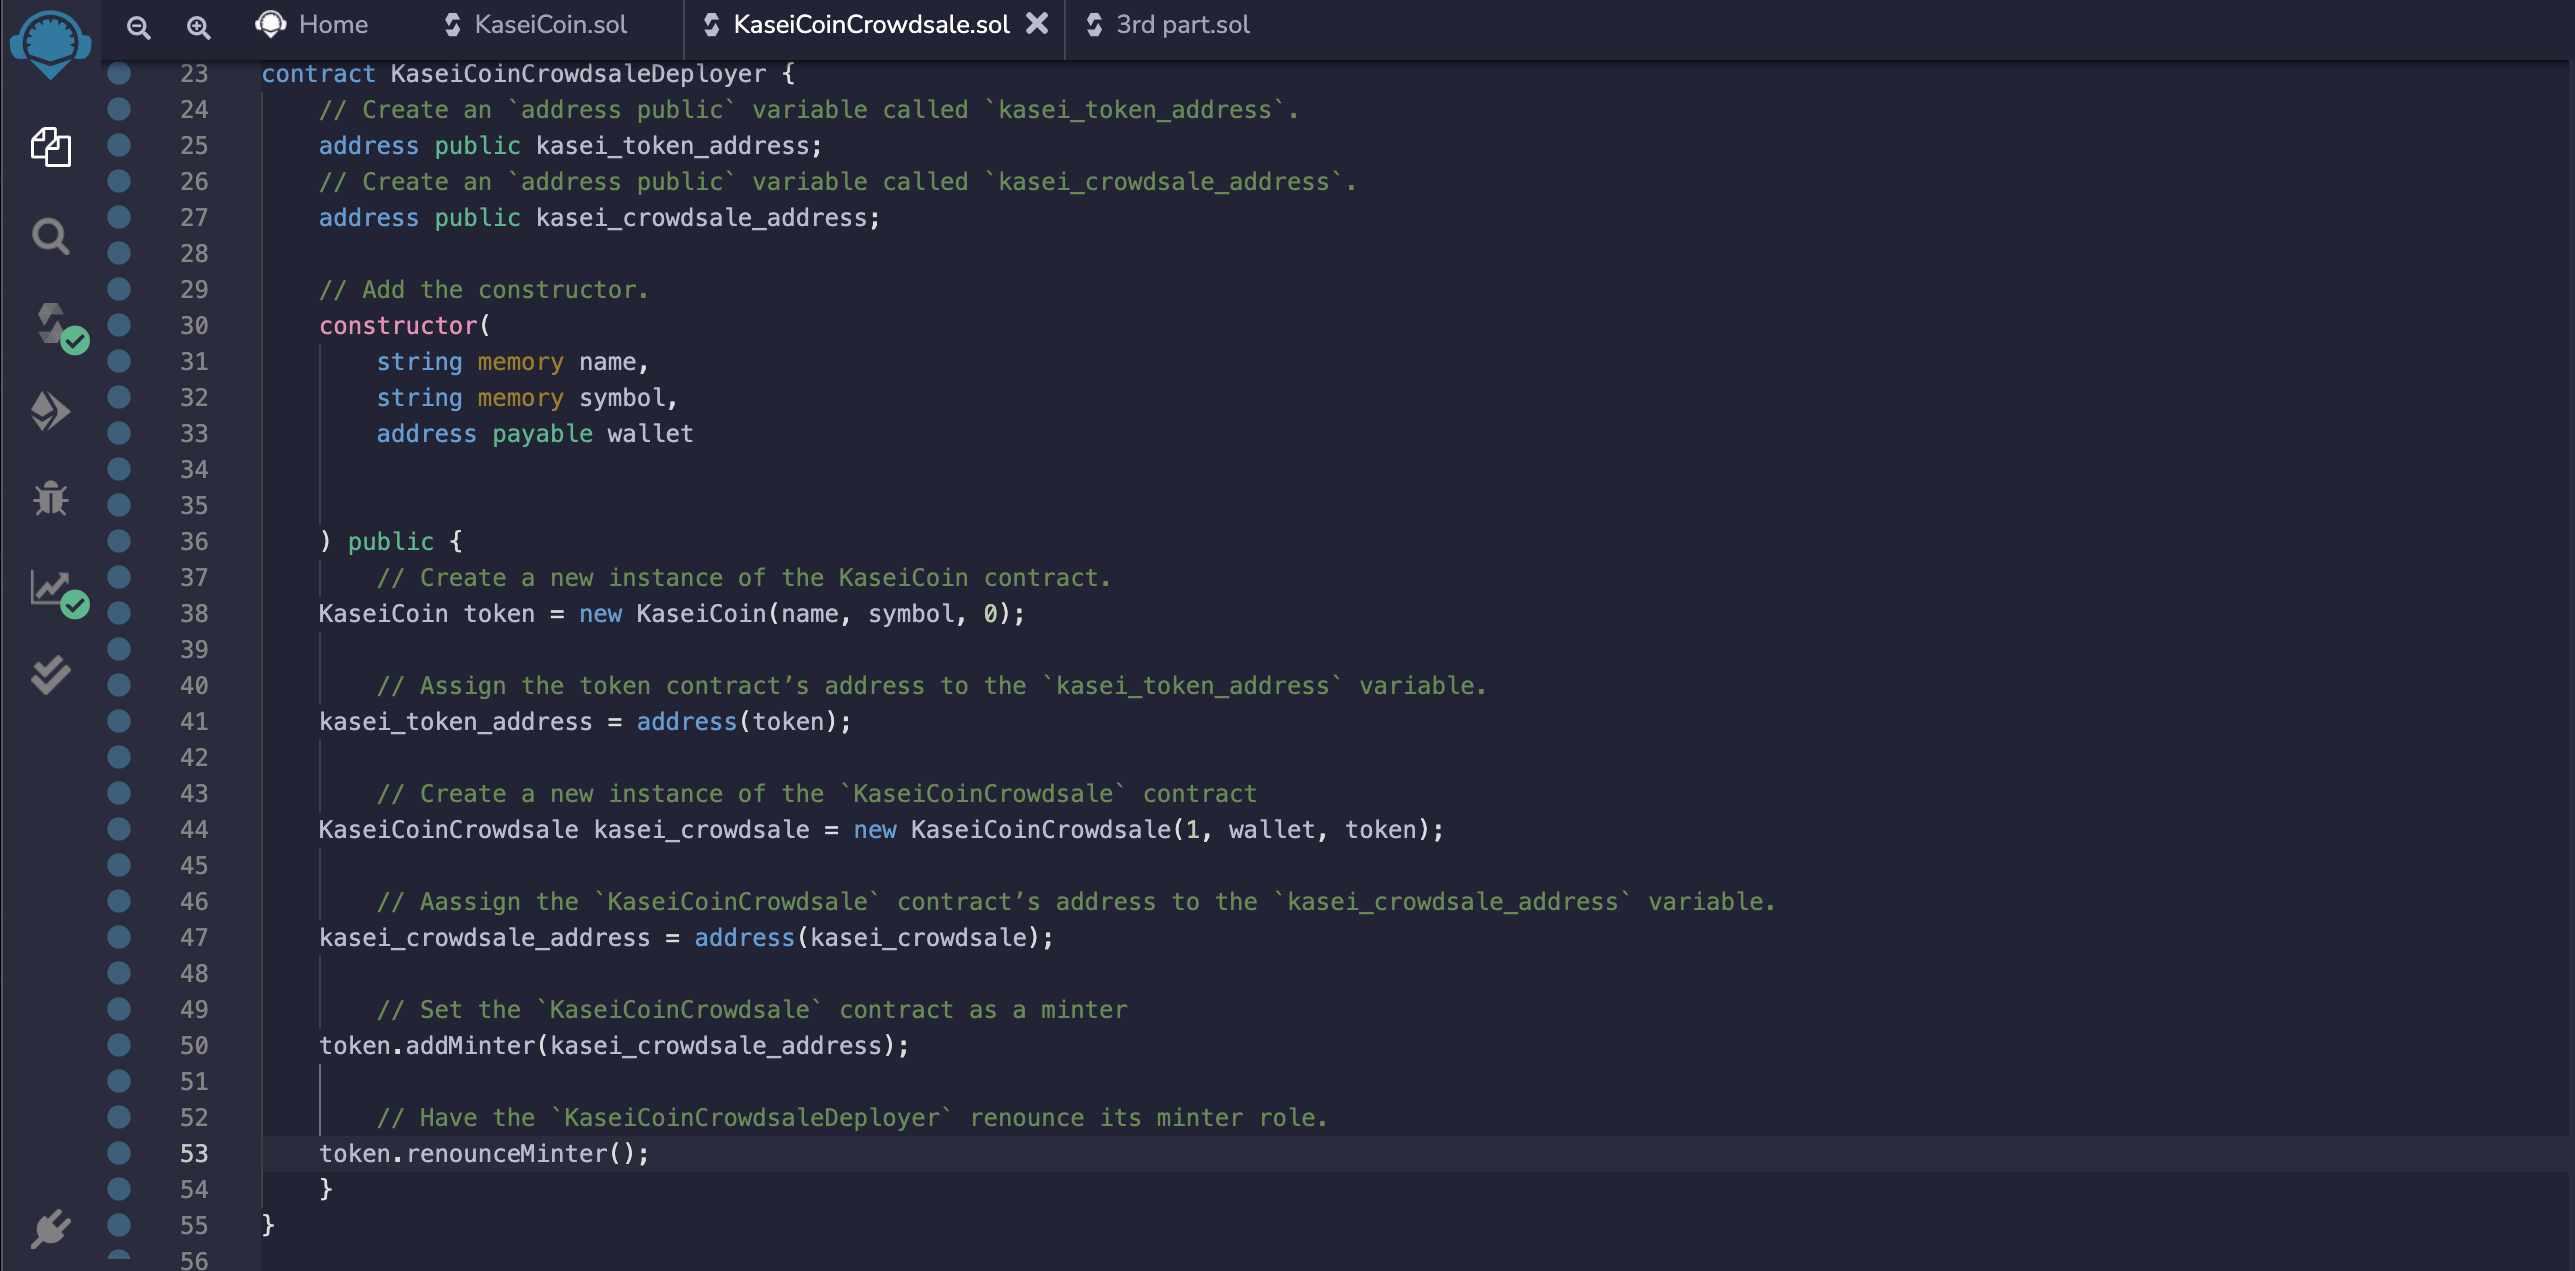 Home KaseiCoin.sol KaseiCoinCrowdsale.sol 3rd part.sol
23 contract KaseiCoinCrowdsaleDeployer {
24 // Create an `address public` variable called `kasei_token_address`.
25 address public kasei_token_address;
26 // Create an `address public` variable called `kasei_crowdsale_address`.
27 address public kasei_crowdsale_address;
28
29 // Add the constructor.
30 constructor(
31 string memory name,
32 string memory symbol,
33 address payable wallet
34
35
36 ) public {
37 // Create a new instance of the KaseiCoin contract.
38 KaseiCoin token = new KaseiCoin(name, symbol, 0);
39
40 // Assign the token contract’s address to the `kasei_token_address` variable.
41 kasei_token_address = address(token);
42
43 // Create a new instance of the `KaseiCoinCrowdsale` contract
44 KaseiCoinCrowdsale kasei_crowdsale = new KaseiCoinCrowdsale(1, wallet, token);
45
46 // Aassign the `KaseiCoinCrowdsale` contract’s address to the `kasei_crowdsale_address` variable.
47 kasei_crowdsale_address = address(kasei_crowdsale);
48
49 // Set the `KaseiCoinCrowdsale` contract as a minter
50 token.addMinter(kasei_crowdsale_address);
51
52 // Have the `KaseiCoinCrowdsaleDeployer` renounce its minter role.
53 token.renounceMinter();
54 }
55 }
56